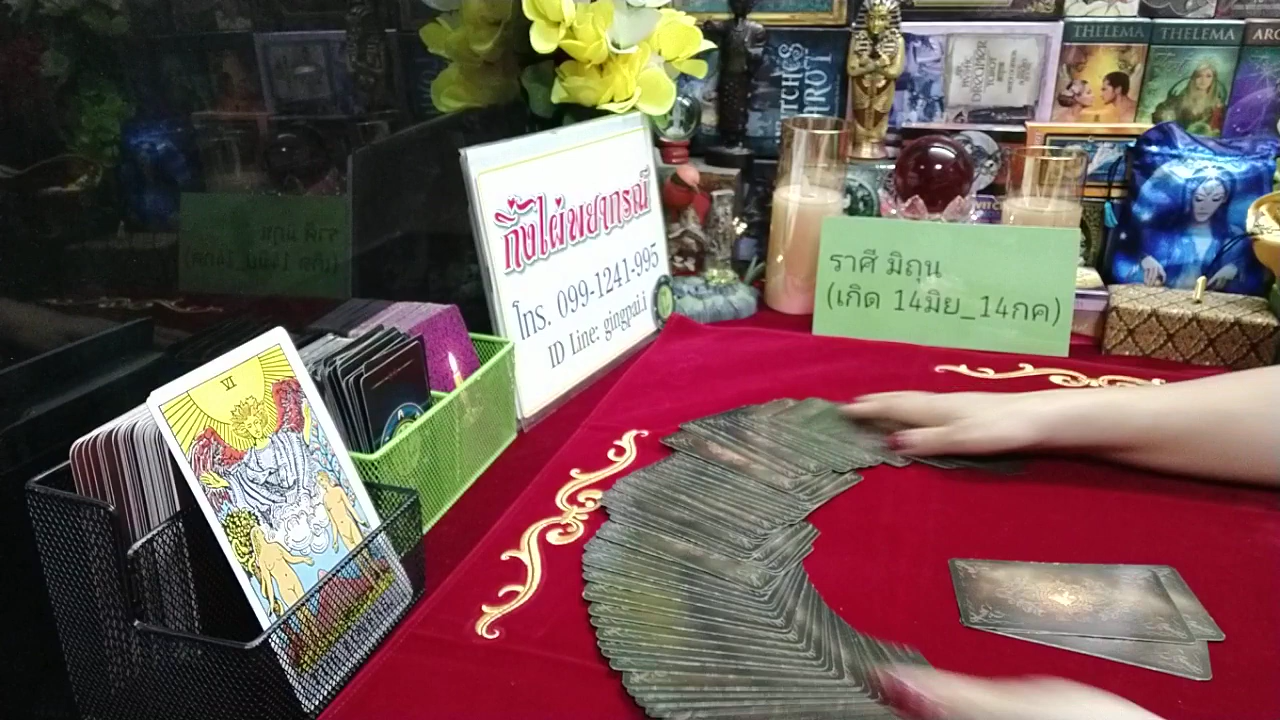 กิ๊งไผ่พยากรณ์
โทร. 099-1241-995
ID Line: gingpai.i
ราศี มิถุน
(เกิด 14มิย_14กค)
VI
WITCHES
TAROT
THELEMA
THELEMA